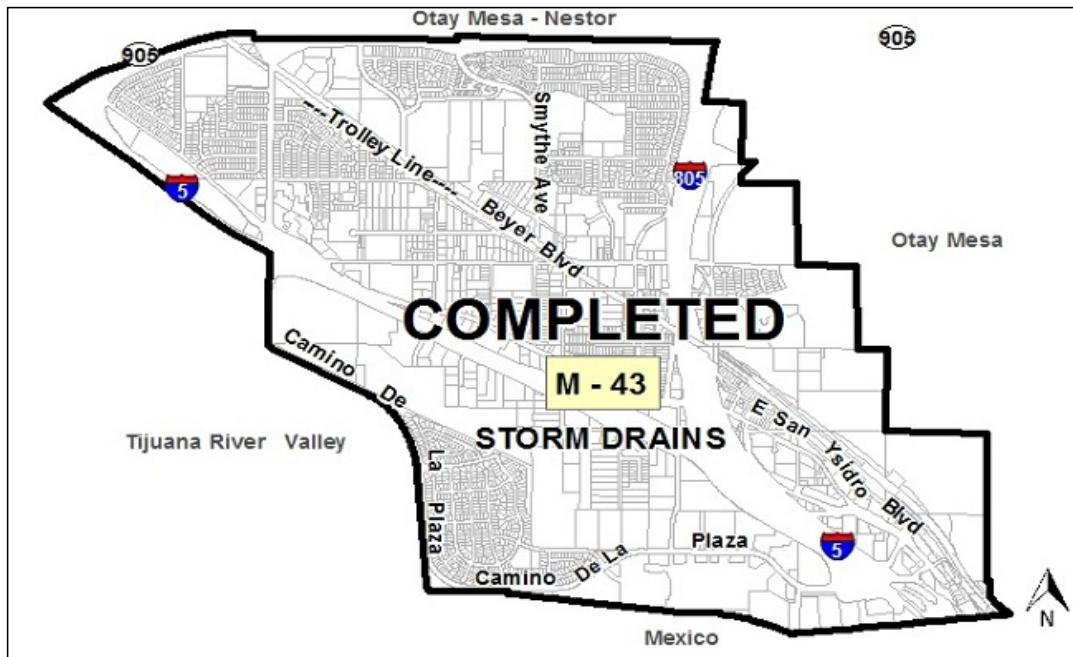 Otay Mesa - Nestor
905
905
Smythe Ave
Trolley Line
Beyer Blvd
805
5
Otay Mesa
COMPLETED
M - 43
STORM DRAINS
Camino De La Plaza
Tijuana River Valley
E San Ysidro Blvd
5
Camino De La Plaza
Mexico
N